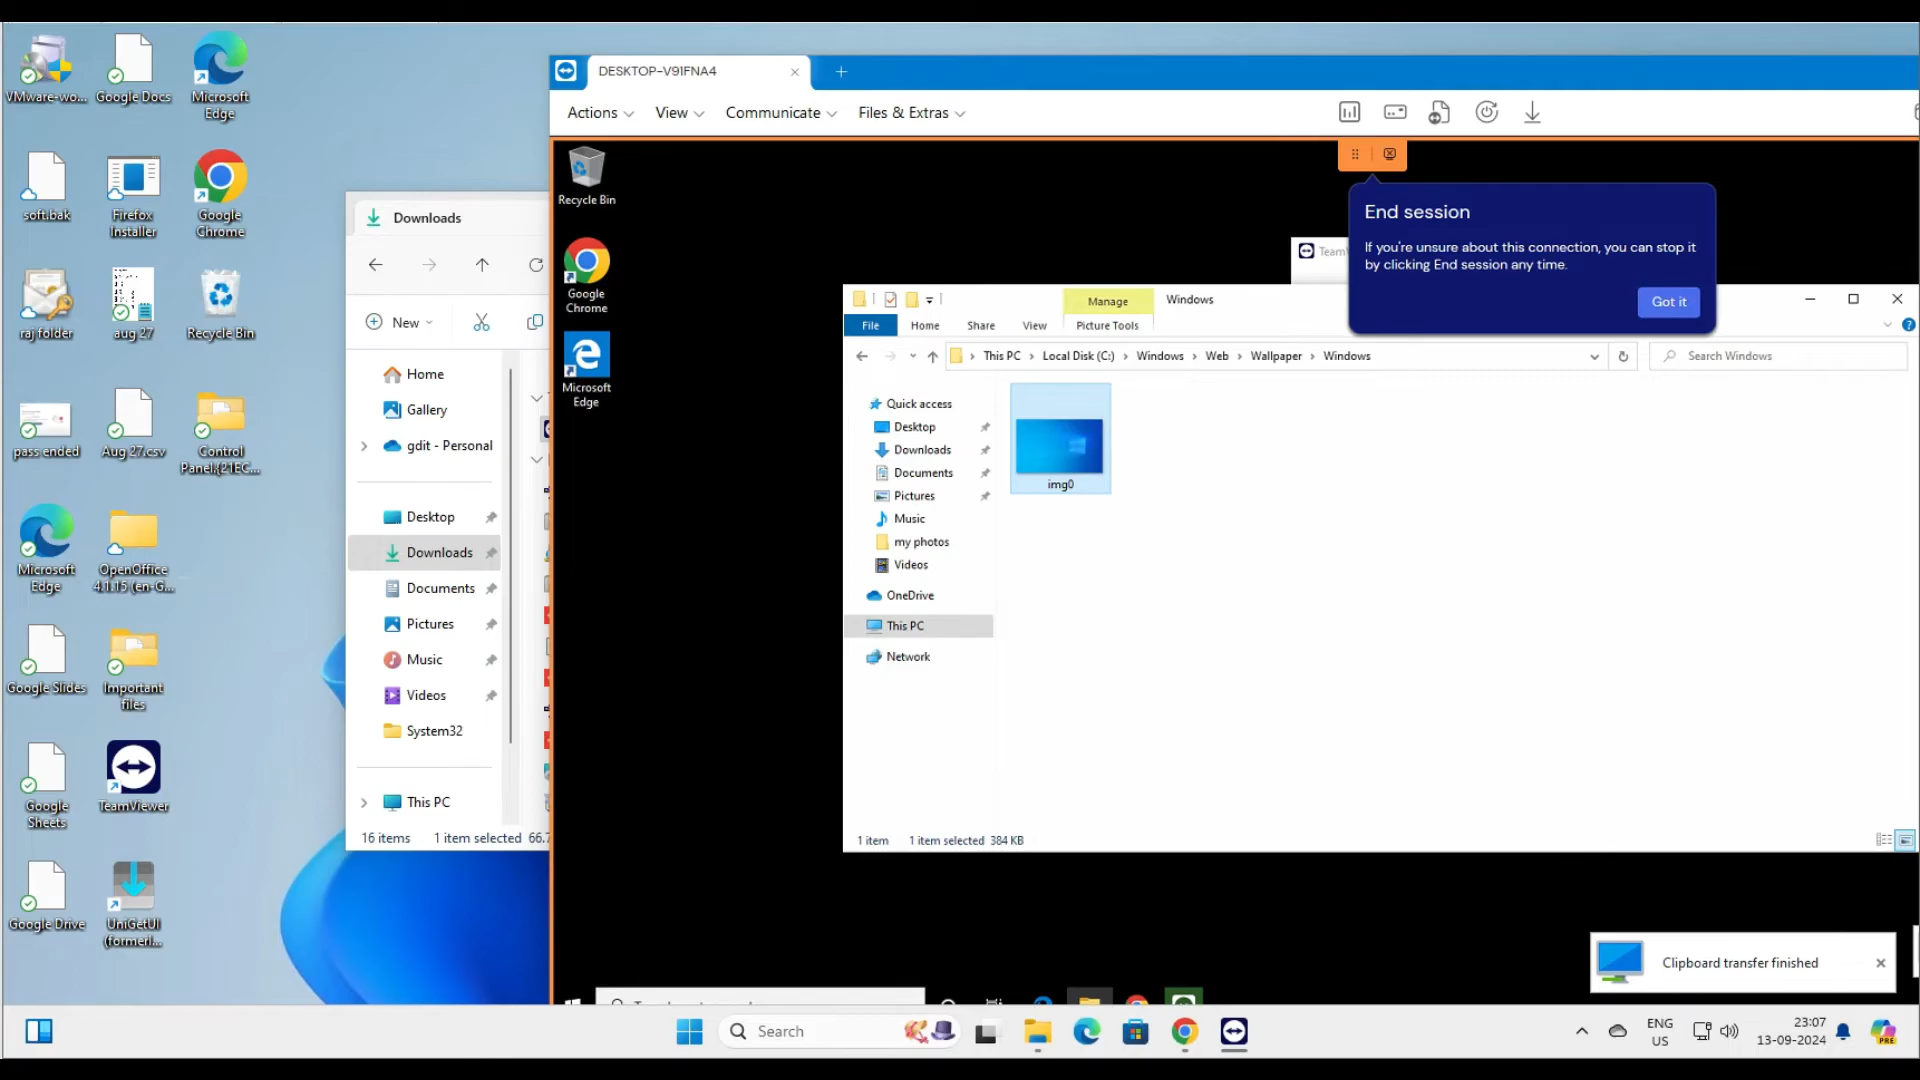 VMware-wo...
Google Docs
Microsoft
Edge
soft.bak
Firefox
Installer
Google
Chrome
raj folder
aug 27
Recycle Bin
pass ended
Aug 27.csv
Control
Panel.{21EC...
Microsoft
Edge
OpenOffice
4.1.15 (en-G...
Google Slides
Important
files
Google
Sheets
TeamViewer
Google Drive
UniGetUI
(formerl...
Downloads
New
Home
Gallery
gdit - Personal
Desktop
Downloads
Documents
Pictures
Music
Videos
System32
This PC
16 items
1 item selected
66.7
DESKTOP-V91FNA4
Actions
View
Communicate
Files & Extras
Recycle Bin
Google
Chrome
Microsoft
Edge
End session
If you're unsure about this connection, you can stop it
by clicking End session any time.
Got it
Manage
Windows
File
Home
Share
View
Picture Tools
This PC > Local Disk (C:) > Windows > Web > Wallpaper > Windows
Search Windows
Quick access
Desktop
Downloads
Documents
Pictures
Music
my photos
Videos
OneDrive
This PC
Network
img0
1 item
1 item selected 384 KB
Clipboard transfer finished
Search
ENG
US
23:07
13-09-2024
PRE